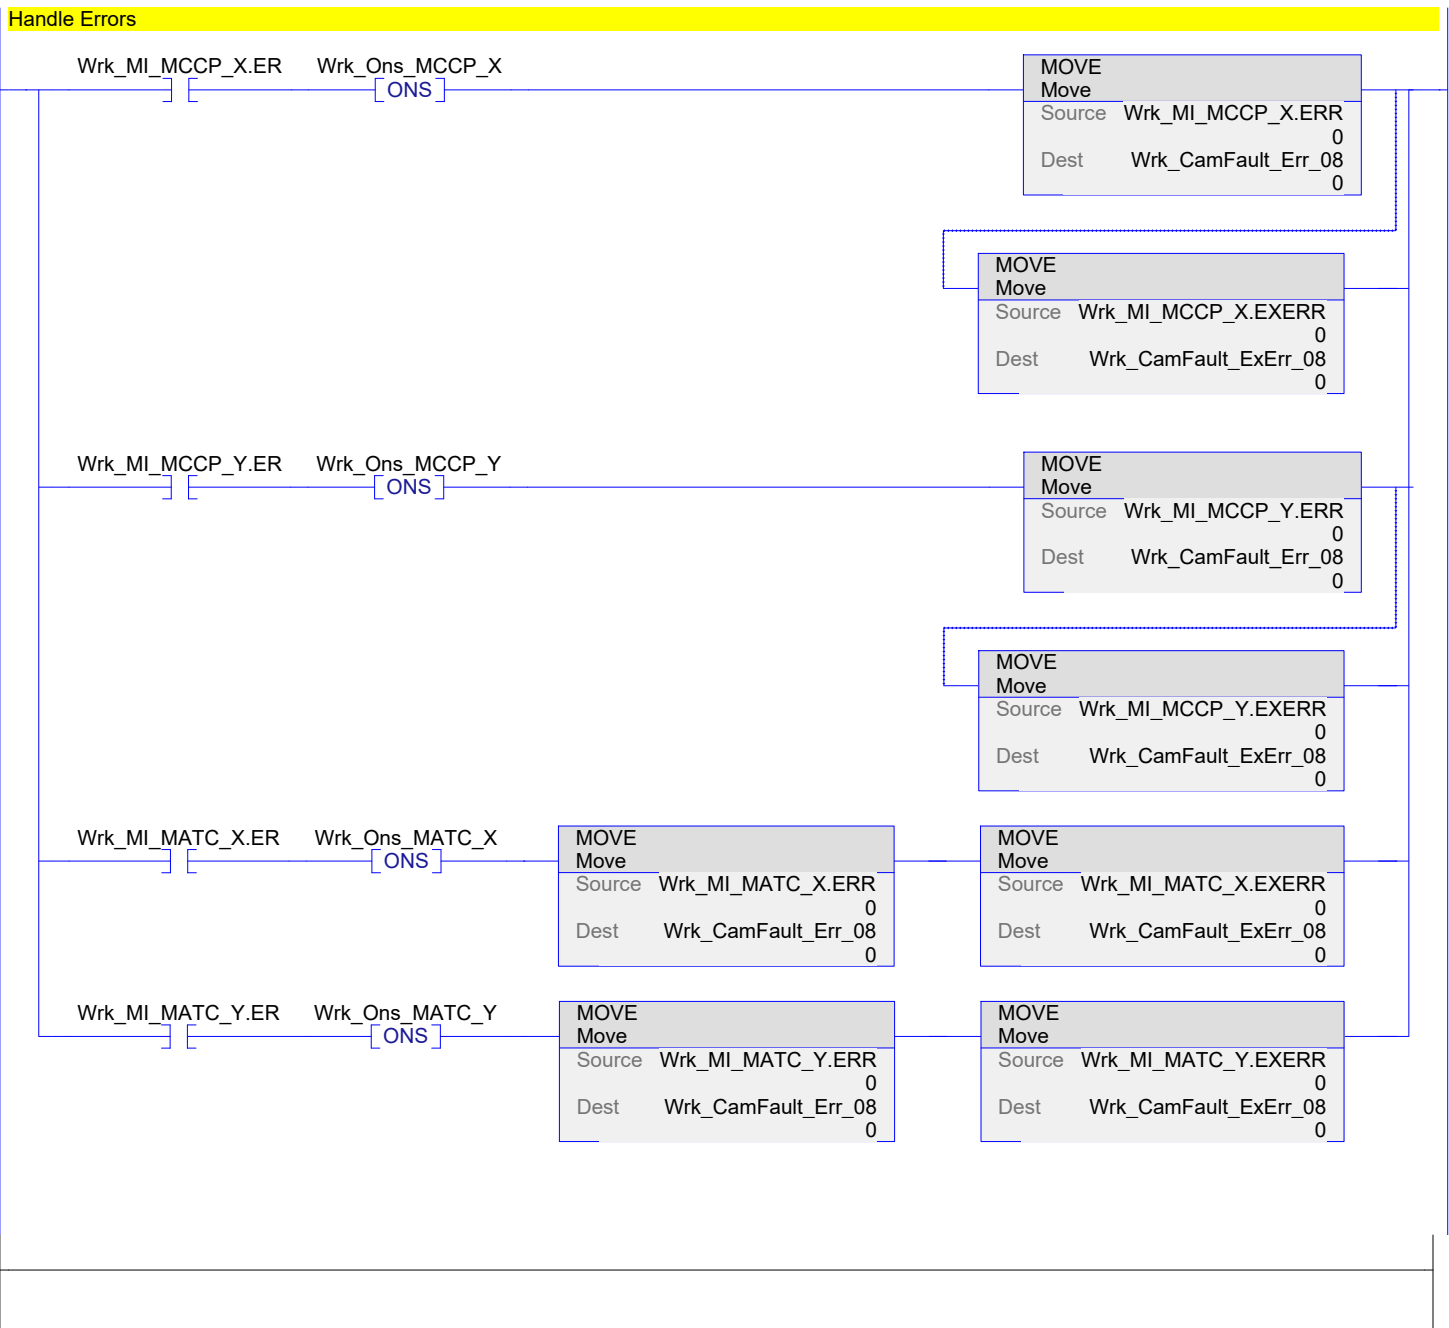 Handle Errors
Wrk_MI_MCCP_X.ER Wrk_Ons_MCCP_X
ONS
MOVE
Move
Source Wrk_MI_MCCP_X.ERR
0
Dest Wrk_CamFault_Err_08
0
MOVE
Move
Source Wrk_MI_MCCP_X.EXERR
0
Dest Wrk_CamFault_ExErr_08
0
Wrk_MI_MCCP_Y.ER Wrk_Ons_MCCP_Y
ONS
MOVE
Move
Source Wrk_MI_MCCP_Y.ERR
0
Dest Wrk_CamFault_Err_08
0
MOVE
Move
Source Wrk_MI_MCCP_Y.EXERR
0
Dest Wrk_CamFault_ExErr_08
0
Wrk_MI_MATC_X.ER Wrk_Ons_MATC_X
ONS
MOVE
Move
Source Wrk_MI_MATC_X.ERR
0
Dest Wrk_CamFault_Err_08
0
MOVE
Move
Source Wrk_MI_MATC_X.EXERR
0
Dest Wrk_CamFault_ExErr_08
0
Wrk_MI_MATC_Y.ER Wrk_Ons_MATC_Y
ONS
MOVE
Move
Source Wrk_MI_MATC_Y.ERR
0
Dest Wrk_CamFault_Err_08
0
MOVE
Move
Source Wrk_MI_MATC_Y.EXERR
0
Dest Wrk_CamFault_ExErr_08
0